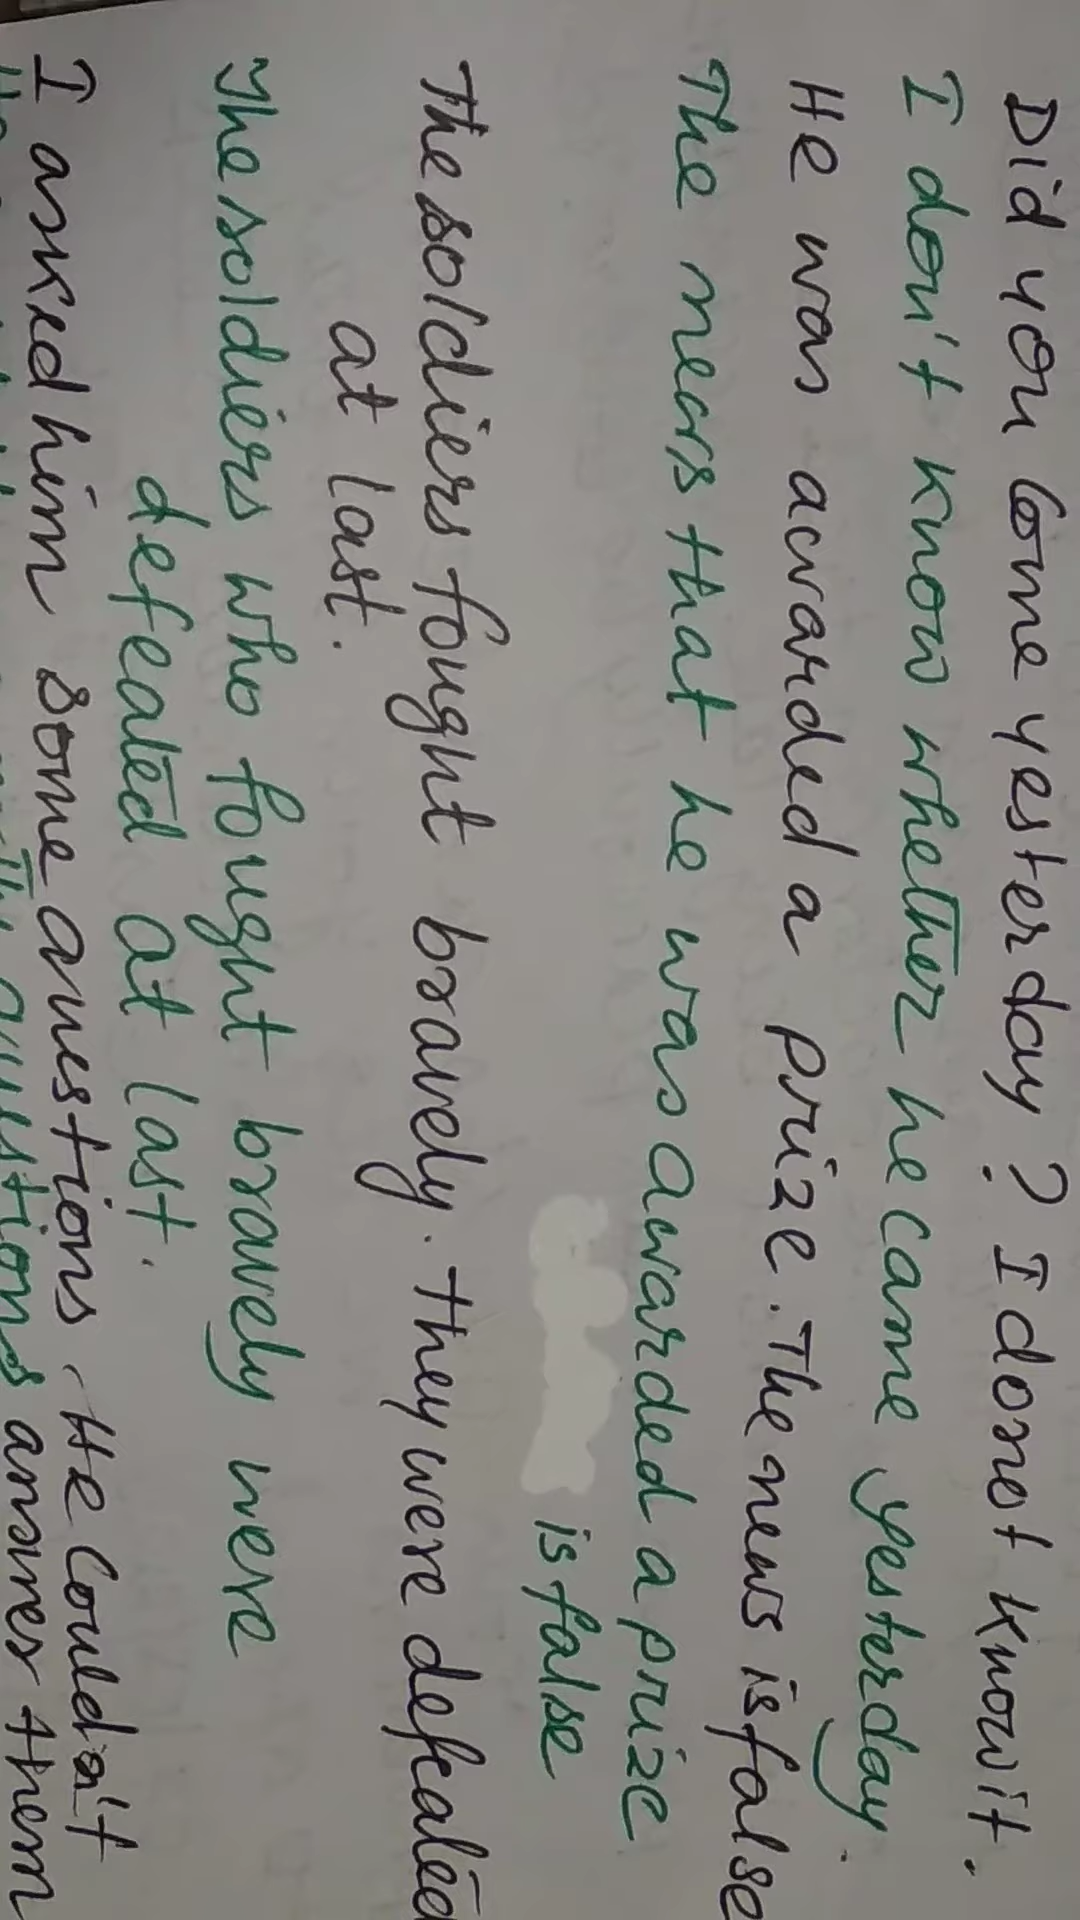 Did you Come yesterday? I donot know it.
I don't know whether he came yesterday.
He was awarded a prize. The news is false
The news that he was awarded a prize
is false
The soldiers fought bravely. They were defeated
at last.
The soldiers who fought bravely were
defeated at last.
I asked him some questions. He Couldn't
questions answer them